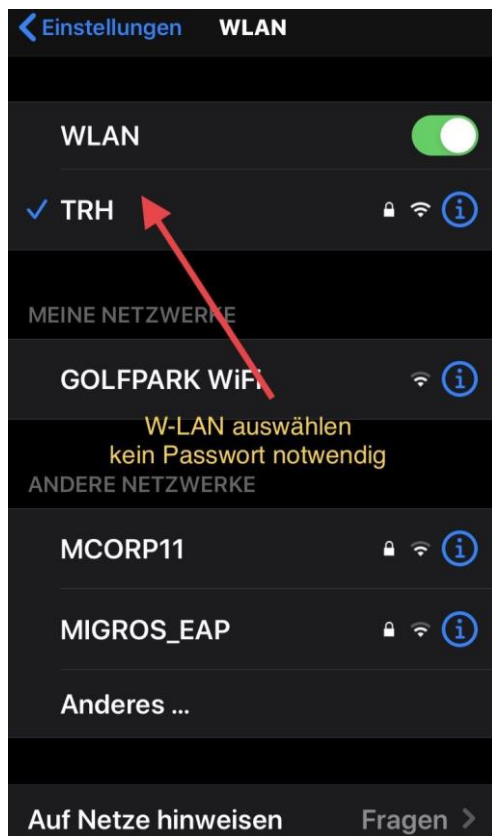 Einstellungen WLAN
WLAN
TRH
MEINE NETZWERKE
GOLFPARK WiFi
W-LAN auswählen
kein Passwort notwendig
ANDERE NETZWERKE
MCORP11
MIGROS_EAP
Anderes ...
Auf Netze hinweisen Fragen